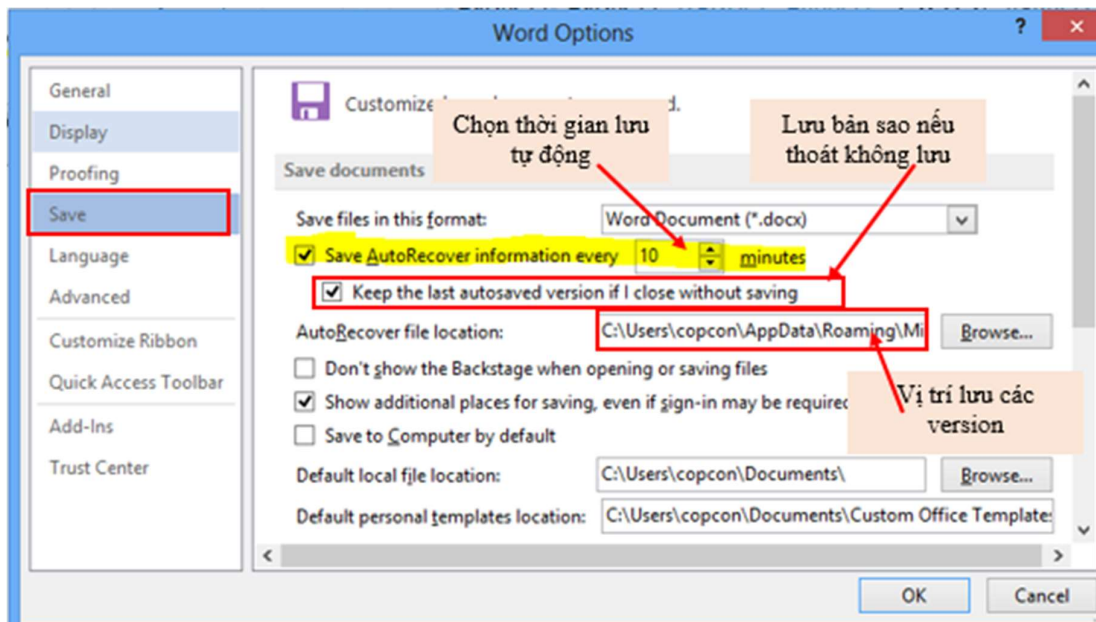 Word Options
?
General
Display
Proofing
Save
Language
Advanced
Customize Ribbon
Quick Access Toolbar
Add-Ins
Trust Center
Customize
d.
Chọn thời gian lưu
tự động
Lưu bản sao nếu
thoát không lưu
Save documents
Save files in this format: Word Document (*.docx)
Save AutoRecover information every 10 minutes
Keep the last autosaved version if I close without saving
AutoRecover file location: C:\Users\copcon\AppData\Roaming\Mi Browse...
Don't show the Backstage when opening or saving files
Show additional places for saving, even if sign-in may be required
Save to Computer by default
Vị trí lưu các
version
Default local file location: C:\Users\copcon\Documents\ Browse...
Default personal templates location: C:\Users\copcon\Documents\Custom Office Templates
OK Cancel